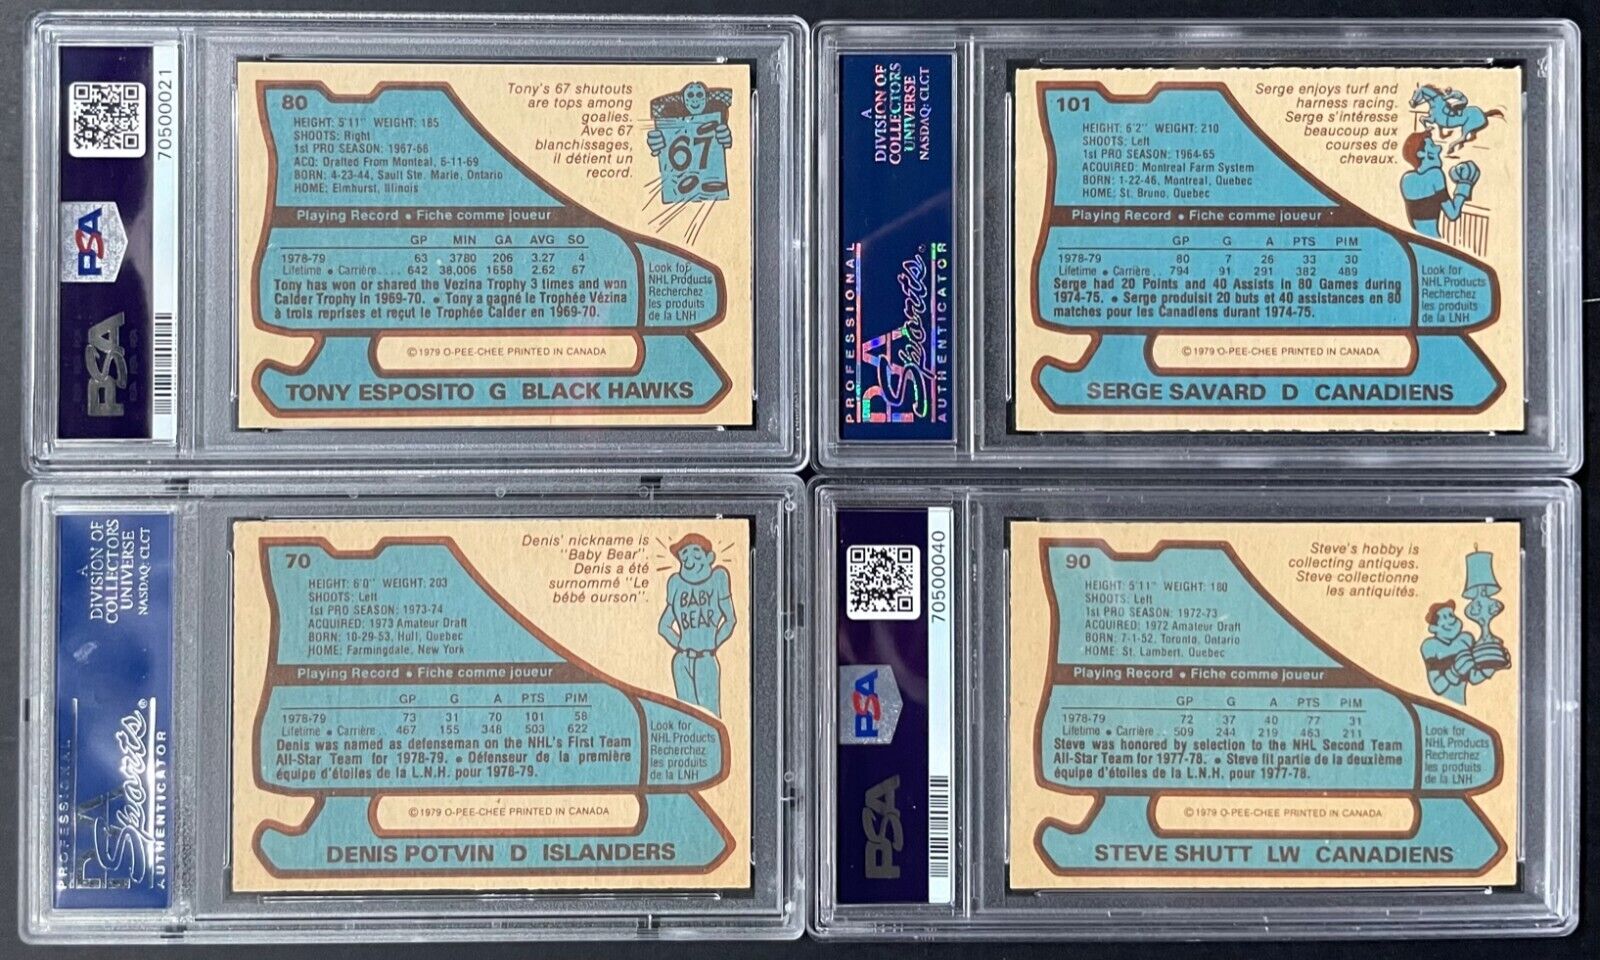 70500021
PSA
PSA
80
HEIGHT: 5'11" WEIGHT: 185
SHOOTS: Right
1st PRO SEASON: 1967-68
ACQ: Drafted From Monteal, 6-11-69
BORN: 4-23-44, Sault Ste. Marie, Ontario
HOME: Elmhurst, Illinois
Tony's 67 shutouts
are tops among
goalies.
Avec 67
blanchissages,
il détient un
record.
67
Playing Record • Fiche comme joueur
GP MIN GA AVG SO
1978-79 63 3780 206 3.27 4
Lifetime • Carrière.... 642 38,006 1658 2.62 67
Tony has won or shared the Vezina Trophy 3 times and won
Calder Trophy in 1969-70. • Tony a gagné le Trophée Vézina
à trois reprises et reçut le Trophée Calder en 1969-70.
Look for
NHL Products
Recherchez
les produits
de la LNH
©1979 O-PEE-CHEE PRINTED IN CANADA
TONY ESPOSITO G BLACK HAWKS
A
DIVISION OF
COLLECTORS
UNIVERSE
NASDAQ: CLCT
PROFESSIONAL
PSA
Sports®
AUTHENTICATOR
101
HEIGHT: 6'2" WEIGHT: 210
SHOOTS: Left
1st PRO SEASON: 1964-65
ACQUIRED: Montreal Farm System
BORN: 1-22-46, Montreal, Quebec
HOME: St. Bruno, Quebec
Serge enjoys turf and
harness racing.
Serge s'intéresse
beaucoup aux
courses de
chevaux.
Playing Record • Fiche comme joueur
GP G A PTS PIM
1978-79 80 7 26 33 30
Lifetime • Carrière.. 794 91 291 382 489
Serge had 20 Points and 40 Assists in 80 Games during
1974-75. • Serge produisit 20 buts et 40 assistances en 80
matches pour les Canadiens durant 1974-75.
Look for
NHL Products
Recherchez
les produits
de la LNH
©1979 O-PEE-CHEE PRINTED IN CANADA
SERGE SAVARD D CANADIENS
A
DIVISION OF
COLLECTORS
UNIVERSE
NASDAQ: CLCT
PROFESSIONAL
PSA
Sports®
AUTHENTICATOR
70
HEIGHT: 6'0" WEIGHT: 203
SHOOTS: Left
1st PRO SEASON: 1973-74
ACQUIRED: 1973 Amateur Draft
BORN: 10-29-53, Hull, Quebec
HOME: Farmingdale, New York
Denis' nickname is
"Baby Bear".
Denis a été
surnommé "Le
bébé ourson".
BABY
BEAR
Playing Record • Fiche comme joueur
GP G A PTS PIM
1978-79 73 31 70 101 58
Lifetime • Carrière 467 155 348 503 622
Denis was named as defenseman on the NHL's First Team
All-Star Team for 1978-79. • Défenseur de la première
équipe d'étoiles de la L.N.H. pour 1978-79.
Look for
NHL Products
Recherchez
les produits
de la LNH
©1979 O-PEE-CHEE PRINTED IN CANADA
DENIS POTVIN D ISLANDERS
70500040
PSA
PSA
90
HEIGHT: 5'11" WEIGHT: 180
SHOOTS: Left
1st PRO SEASON: 1972-73
ACQUIRED: 1972 Amateur Draft
BORN: 7-1-52, Toronto, Ontario
HOME: St. Lambert, Quebec
Steve's hobby is
collecting antiques.
Steve collectionne
les antiquités.
Playing Record • Fiche comme joueur
GP G A PTS PIM
1978-79 72 37 40 77 31
Lifetime • Carrière.. 509 244 219 463 211
Steve was honored by selection to the NHL Second Team
All-Star Team for 1977-78. • Steve fit partie de la deuxième
équipe d'étoiles de la L.N.H. pour 1977-78.
Look for
NHL Products
Recherchez
les produits
de la LNH
©1979 O-PEE-CHEE PRINTED IN CANADA
STEVE SHUTT LW CANADIENS